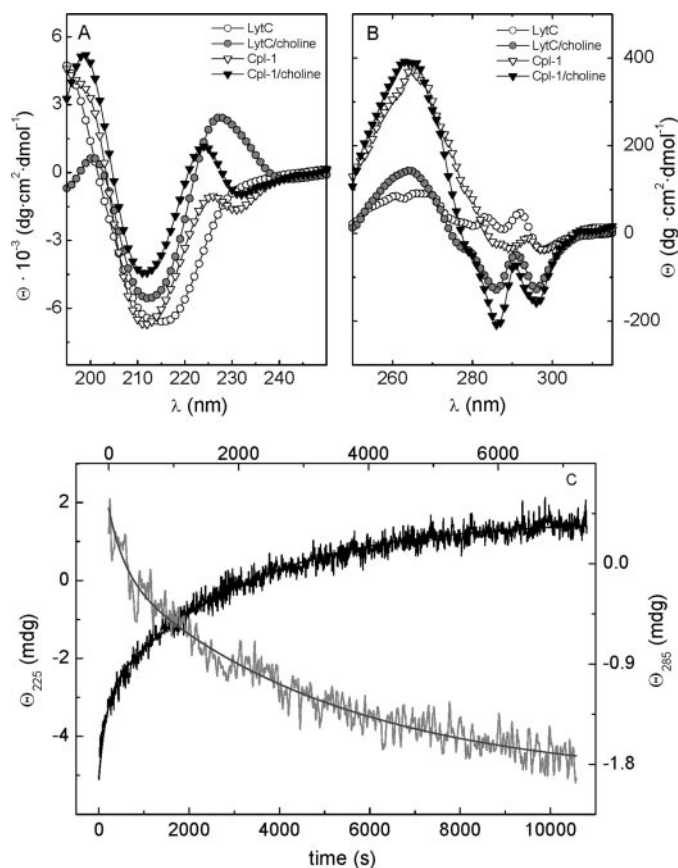 A
LytC
LytC/choline
Cpl-1
Cpl-1/choline
6
3
0
-3
-6
-9
Θ · 10⁻³ (dg·cm²·dmol⁻¹)
200 210 220 230 240
λ (nm)
B
LytC
LytC/choline
Cpl-1
Cpl-1/choline
400
200
0
-200
Θ (dg·cm²·dmol⁻¹)
260 280 300
λ (nm)
0 2000 4000 6000
C
2
0
-2
-4
Θ₂₂₅ (mdg)
0.0
-0.9
-1.8
Θ₂₈₅ (mdg)
0 2000 4000 6000 8000 10000
time (s)